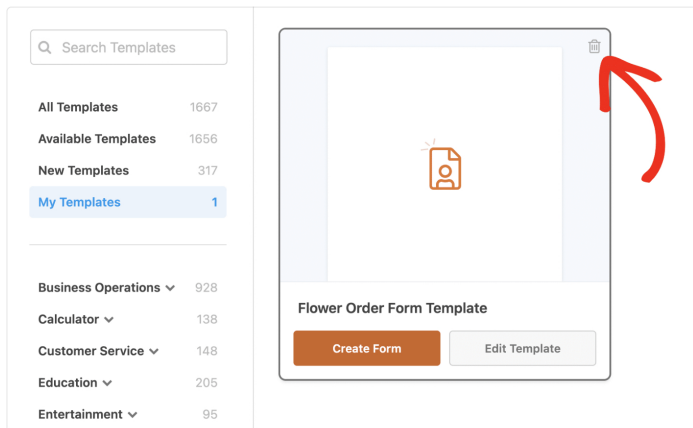 Search Templates
All Templates 1667
Available Templates 1656
New Templates 317
My Templates 1
Business Operations 928
Calculator 138
Customer Service 148
Education 205
Entertainment 95
Flower Order Form Template
Create Form
Edit Template